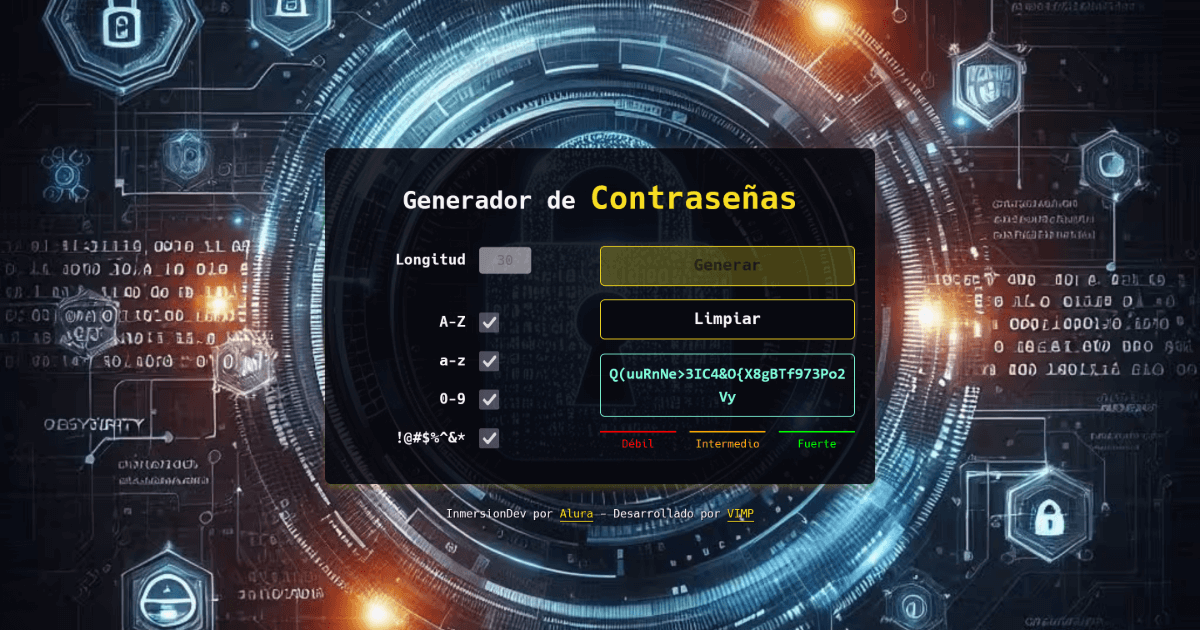 Generador de Contraseñas
Longitud 30
A-Z
a-z
0-9
!@#$%^&*
Generar
Limpiar
Q(uuRnNe>3IC4&O{X8gBTf973Po2
Vy
Débil Intermedio Fuerte
InmersionDev por Alura – Desarrollado por VIMP